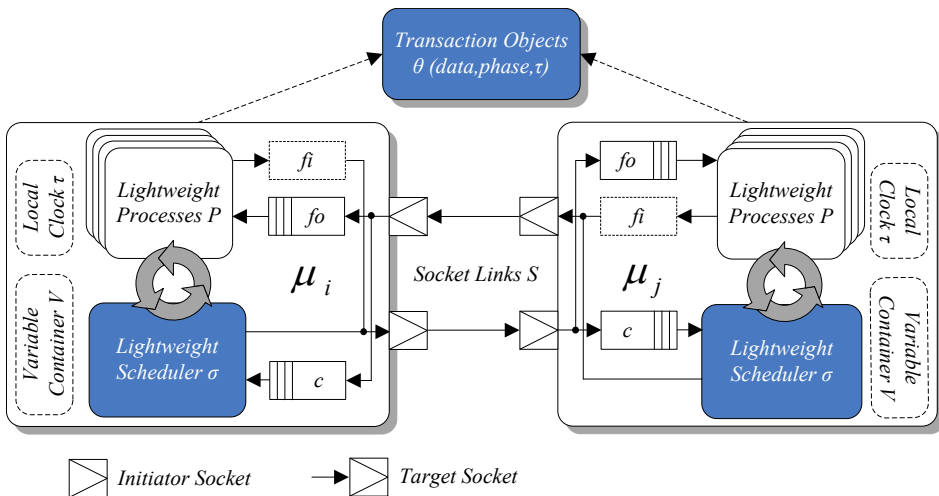 Transaction Objects
θ (data,phase,τ)
Local
Clock τ
Variable
Container V
Lightweight
Processes P
Lightweight
Scheduler σ
fi
fo
μ i
c
Socket Links S
fo
fi
μ j
c
Lightweight
Processes P
Lightweight
Scheduler σ
Local
Clock τ
Variable
Container V
Initiator Socket
Target Socket